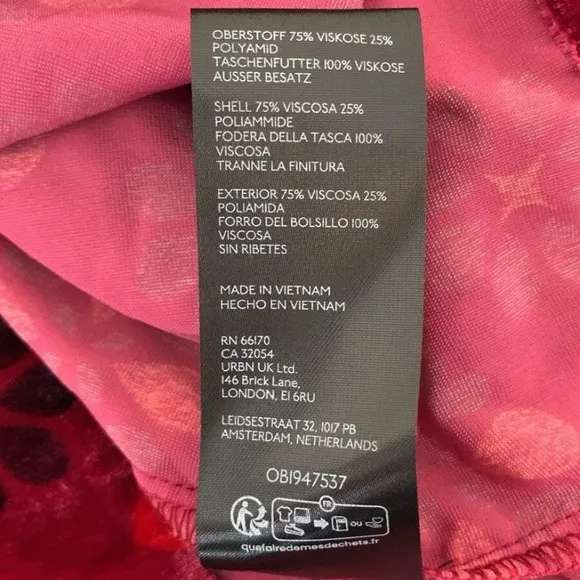 OBERSTOFF 75% VISKOSE 25%
POLYAMID
TASCHENFUTTER 100% VISKOSE
AUSSER BESATZ
SHELL 75% VISCOSA 25%
POLIAMMIDE
FODERA DELLA TASCA 100%
VISCOSA
TRANNE LA FINITURA
EXTERIOR 75% VISCOSA 25%
POLIAMIDA
FORRO DEL BOLSILLO 100%
VISCOSA
SIN RIBETES
MADE IN VIETNAM
HECHO EN VIETNAM
RN 66170
CA 32054
URBN UK Ltd.
146 Brick Lane,
LONDON, E1 6RU
LEIDSESTRAAT 32, 1017 PB
AMSTERDAM, NETHERLANDS
OB1947537
FR
OU
quefairedemesdechets.fr